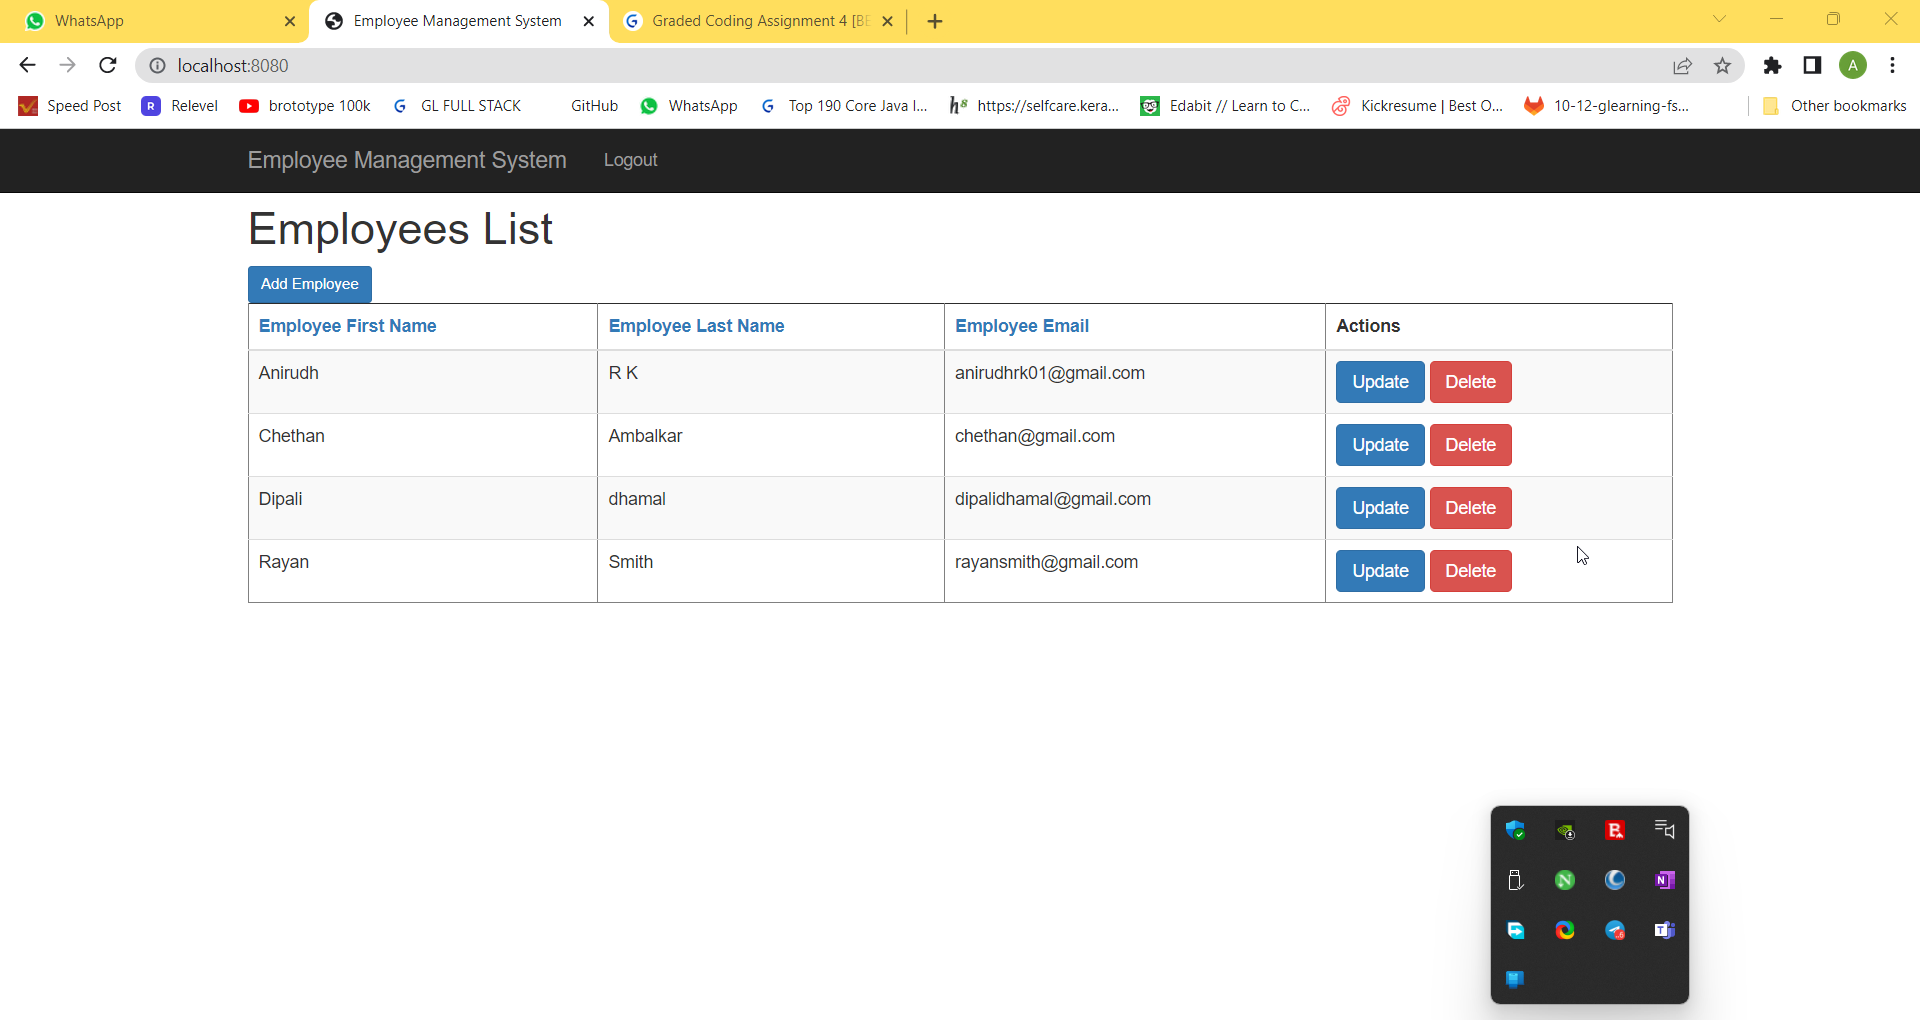 WhatsApp
Employee Management System
Graded Coding Assignment 4 [BE
localhost:8080
A
Speed Post
R Relevel
brototype 100k
GL FULL STACK
GitHub
WhatsApp
Top 190 Core Java I...
https://selfcare.kera...
Edabit // Learn to C...
Kickresume | Best O...
10-12-glearning-fs...
Other bookmarks
Employee Management System Logout
Employees List
Add Employee
Employee First Name Employee Last Name Employee Email Actions
Anirudh R K anirudhrk01@gmail.com Update Delete
Chethan Ambalkar chethan@gmail.com Update Delete
Dipali dhamal dipalidhamal@gmail.com Update Delete
Rayan Smith rayansmith@gmail.com Update Delete